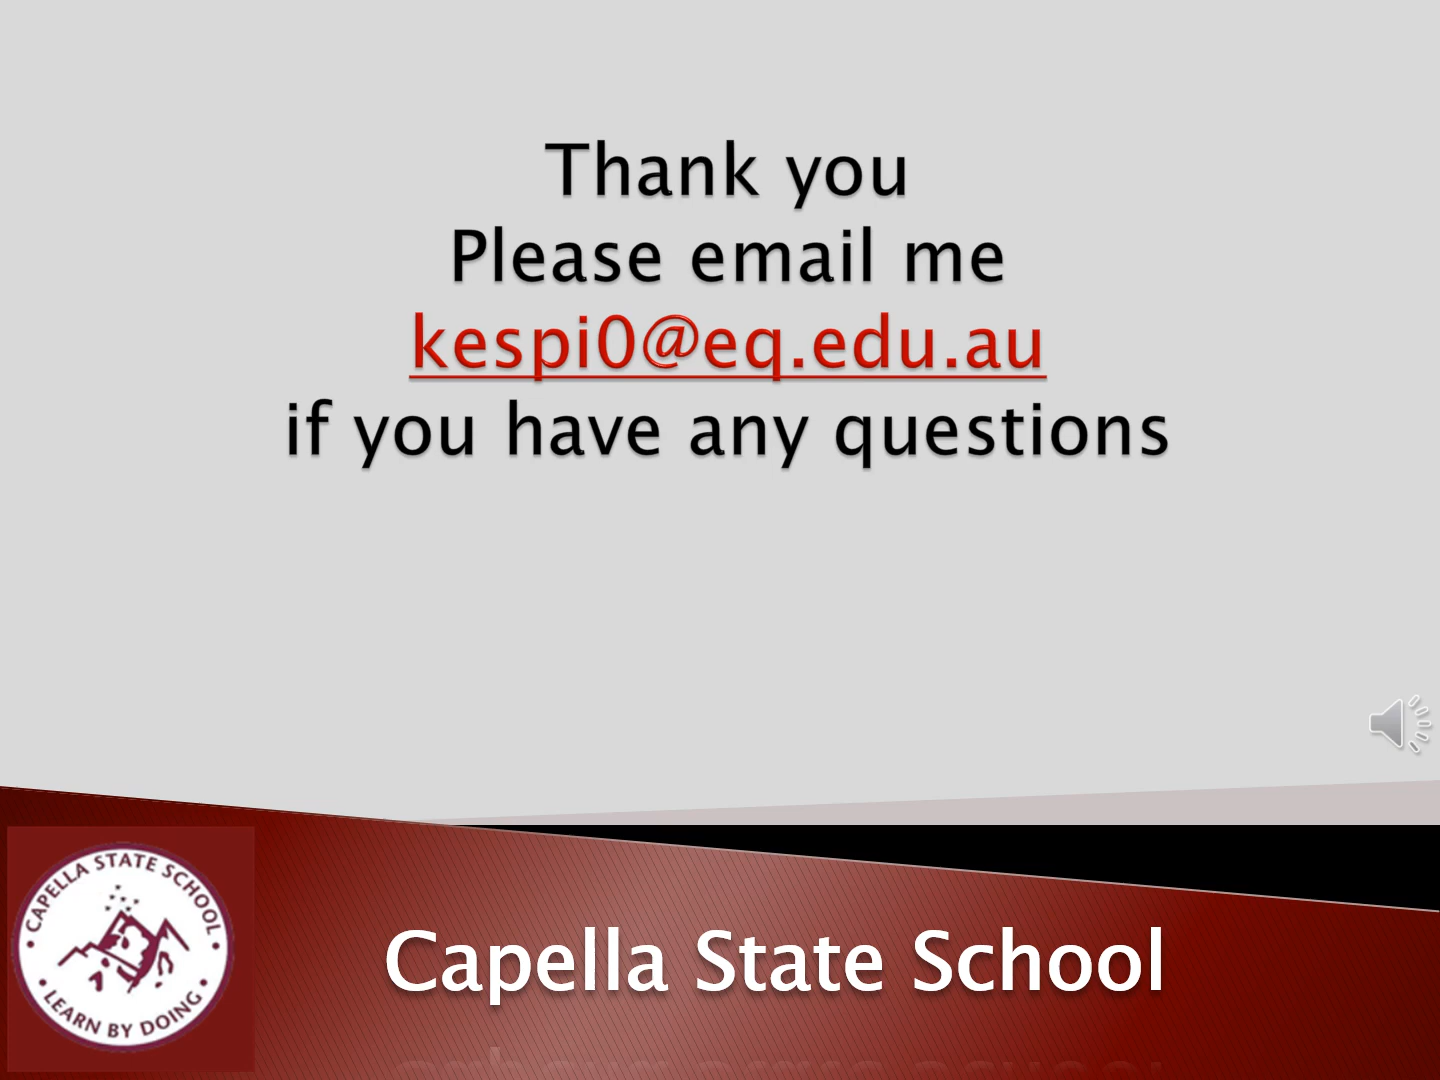 Thank you
Please email me
kespi0@eq.edu.au
if you have any questions
CAPELLA STATE SCHOOL
• LEARN BY DOING •
Capella State School